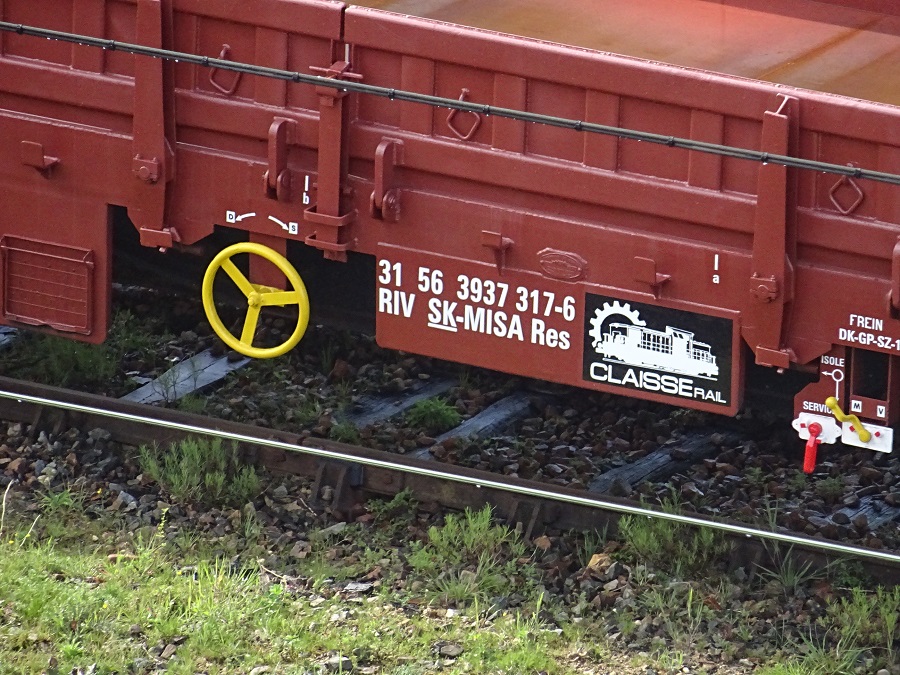 b
D S
a
31 56 3937 317-6
RIV SK-MISA Res
CLAISSE RAIL
FREIN
DK-GP-SZ-1
ISOLE
SERVICE
M V